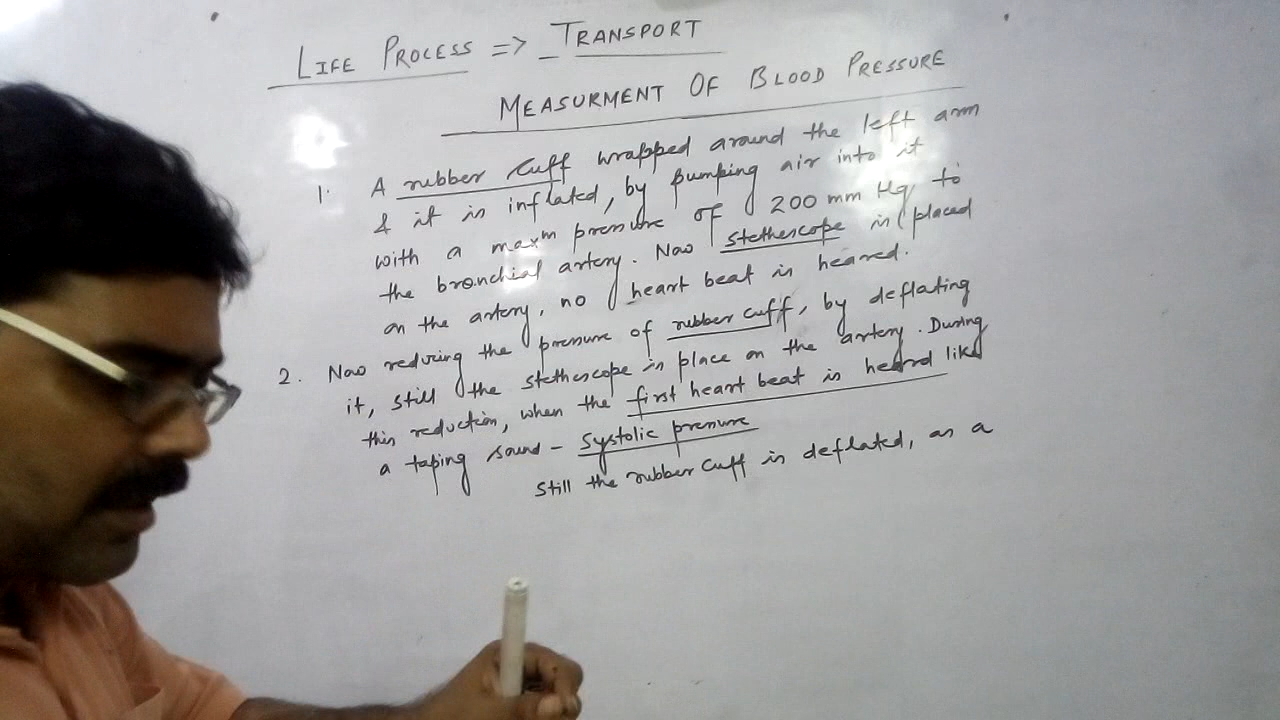 LIFE PROCESS => - TRANSPORT
MEASURMENT OF BLOOD PRESSURE
1. A rubber Cuff wrapped around the left arm
& it is inflated, by pumping air into it
with a maxm pressure of 200 mm Hg to
the bronchial artery. Now stethescope is placed
on the artery, no heart beat is heared.
2. Now reducing the pressure of rubber cuff, by deflating
it, still the stethescope is place on the artery. During
this reduction, when the first heart beat is heard like
a taping sound - Systolic pressure
Still the rubber cuff is deflated, as a